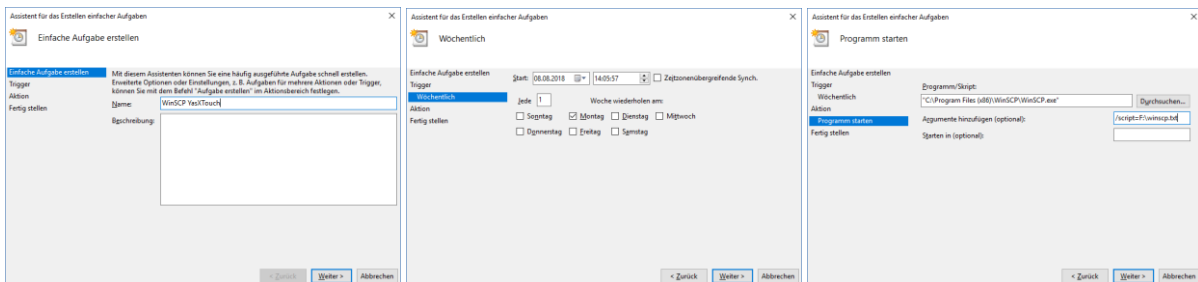 Assistent für das Erstellen einfacher Aufgaben
Einfache Aufgabe erstellen
Einfache Aufgabe erstellen
Trigger
Aktion
Fertig stellen
Mit diesem Assistenten können Sie eine häufig ausgeführte Aufgabe schnell erstellen.
Erweiterte Optionen oder Einstellungen, z. B. Aufgaben für mehrere Aktionen oder Trigger,
können Sie mit dem Befehl "Aufgabe erstellen" im Aktionsbereich festlegen.
Name: WinSCP YasXTouch
Beschreibung:
< Zurück Weiter > Abbrechen
Assistent für das Erstellen einfacher Aufgaben
Wöchentlich
Einfache Aufgabe erstellen
Trigger
Wöchentlich
Aktion
Fertig stellen
Start: 08.08.2018 14:05:57 Zeitzonenübergreifende Synch.
Jede 1 Woche wiederholen am:
Sonntag Montag Dienstag Mittwoch
Donnerstag Freitag Samstag
< Zurück Weiter > Abbrechen
Assistent für das Erstellen einfacher Aufgaben
Programm starten
Einfache Aufgabe erstellen
Trigger
Wöchentlich
Aktion
Programm starten
Fertig stellen
Programm/Skript:
"C:\Program Files (x86)\WinSCP\WinSCP.exe" Durchsuchen...
Argumente hinzufügen (optional): /script=F:\winscp.txt
Starten in (optional):
< Zurück Weiter > Abbrechen